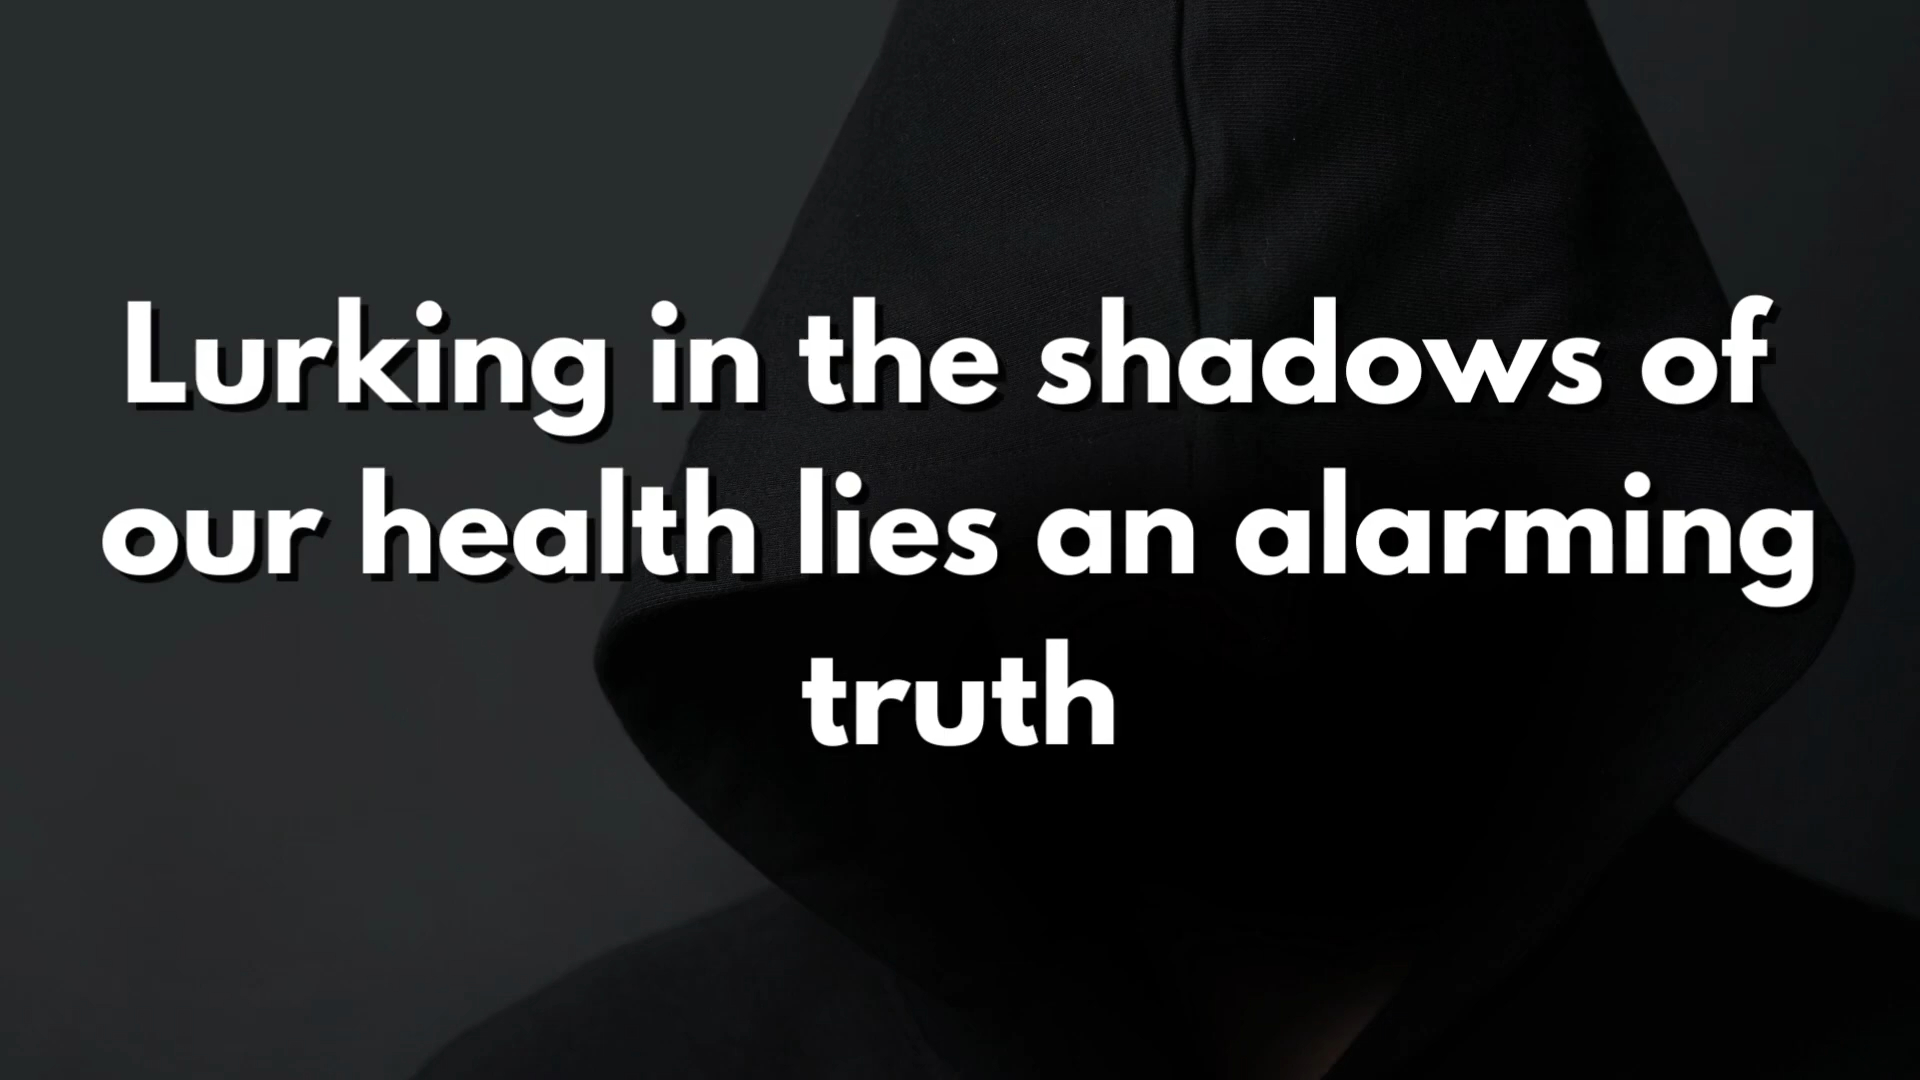 Lurking in the shadows of
our health lies an alarming
truth